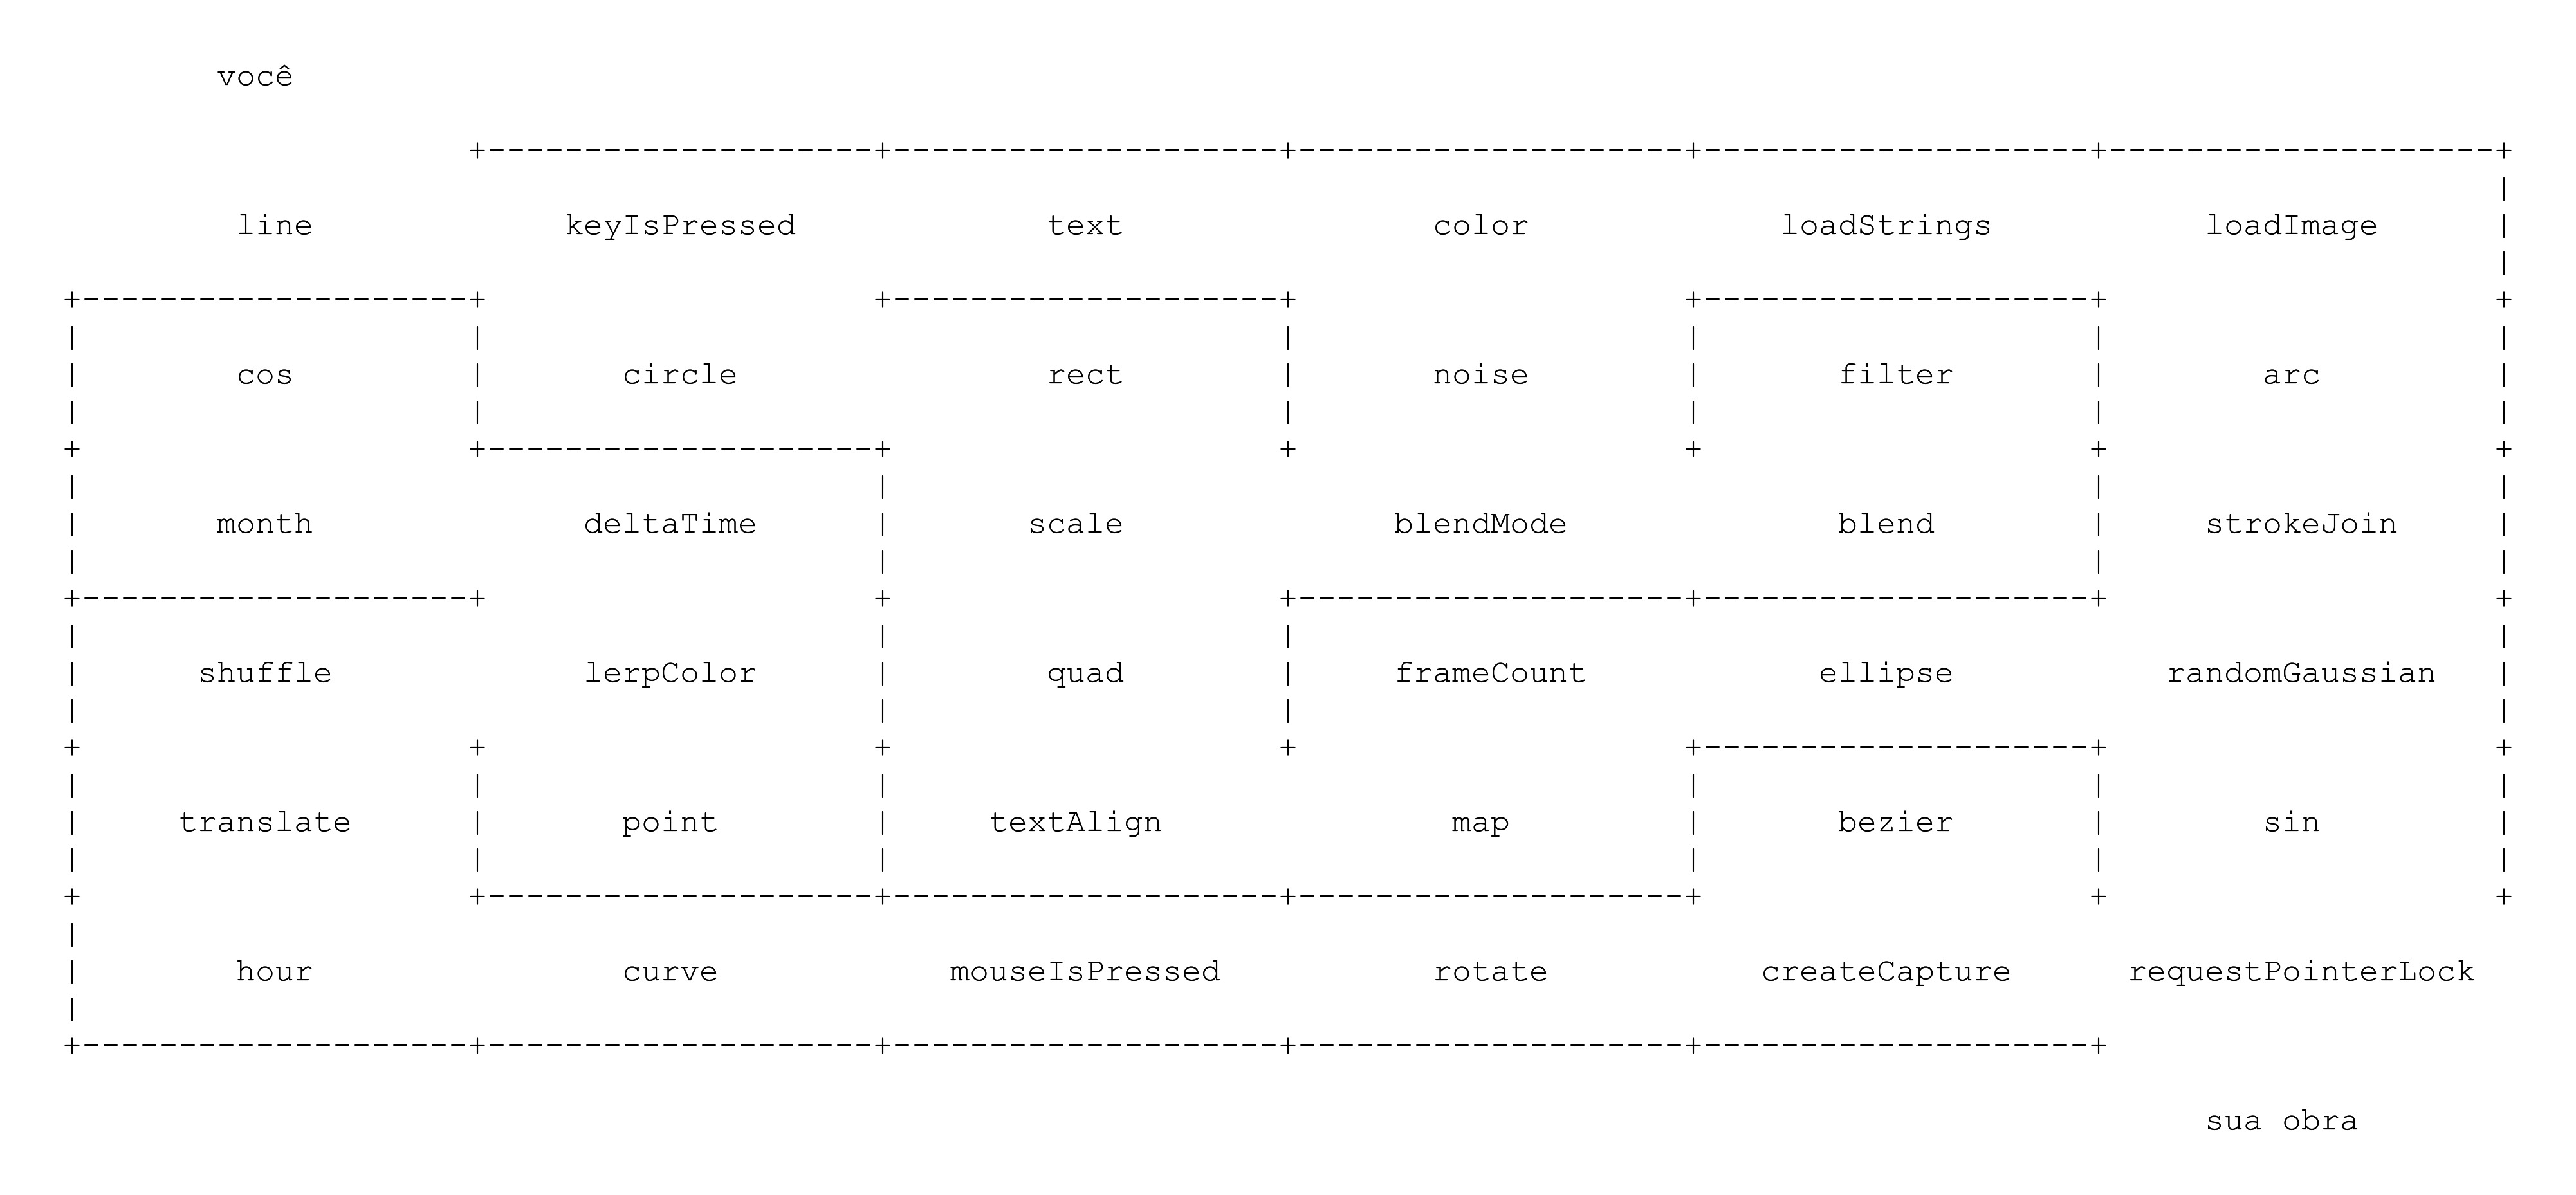 você
line keyIsPressed text color loadStrings loadImage
cos circle rect noise filter arc
month deltaTime scale blendMode blend strokeJoin
shuffle lerpColor quad frameCount ellipse randomGaussian
translate point textAlign map bezier sin
hour curve mouseIsPressed rotate createCapture requestPointerLock
sua obra